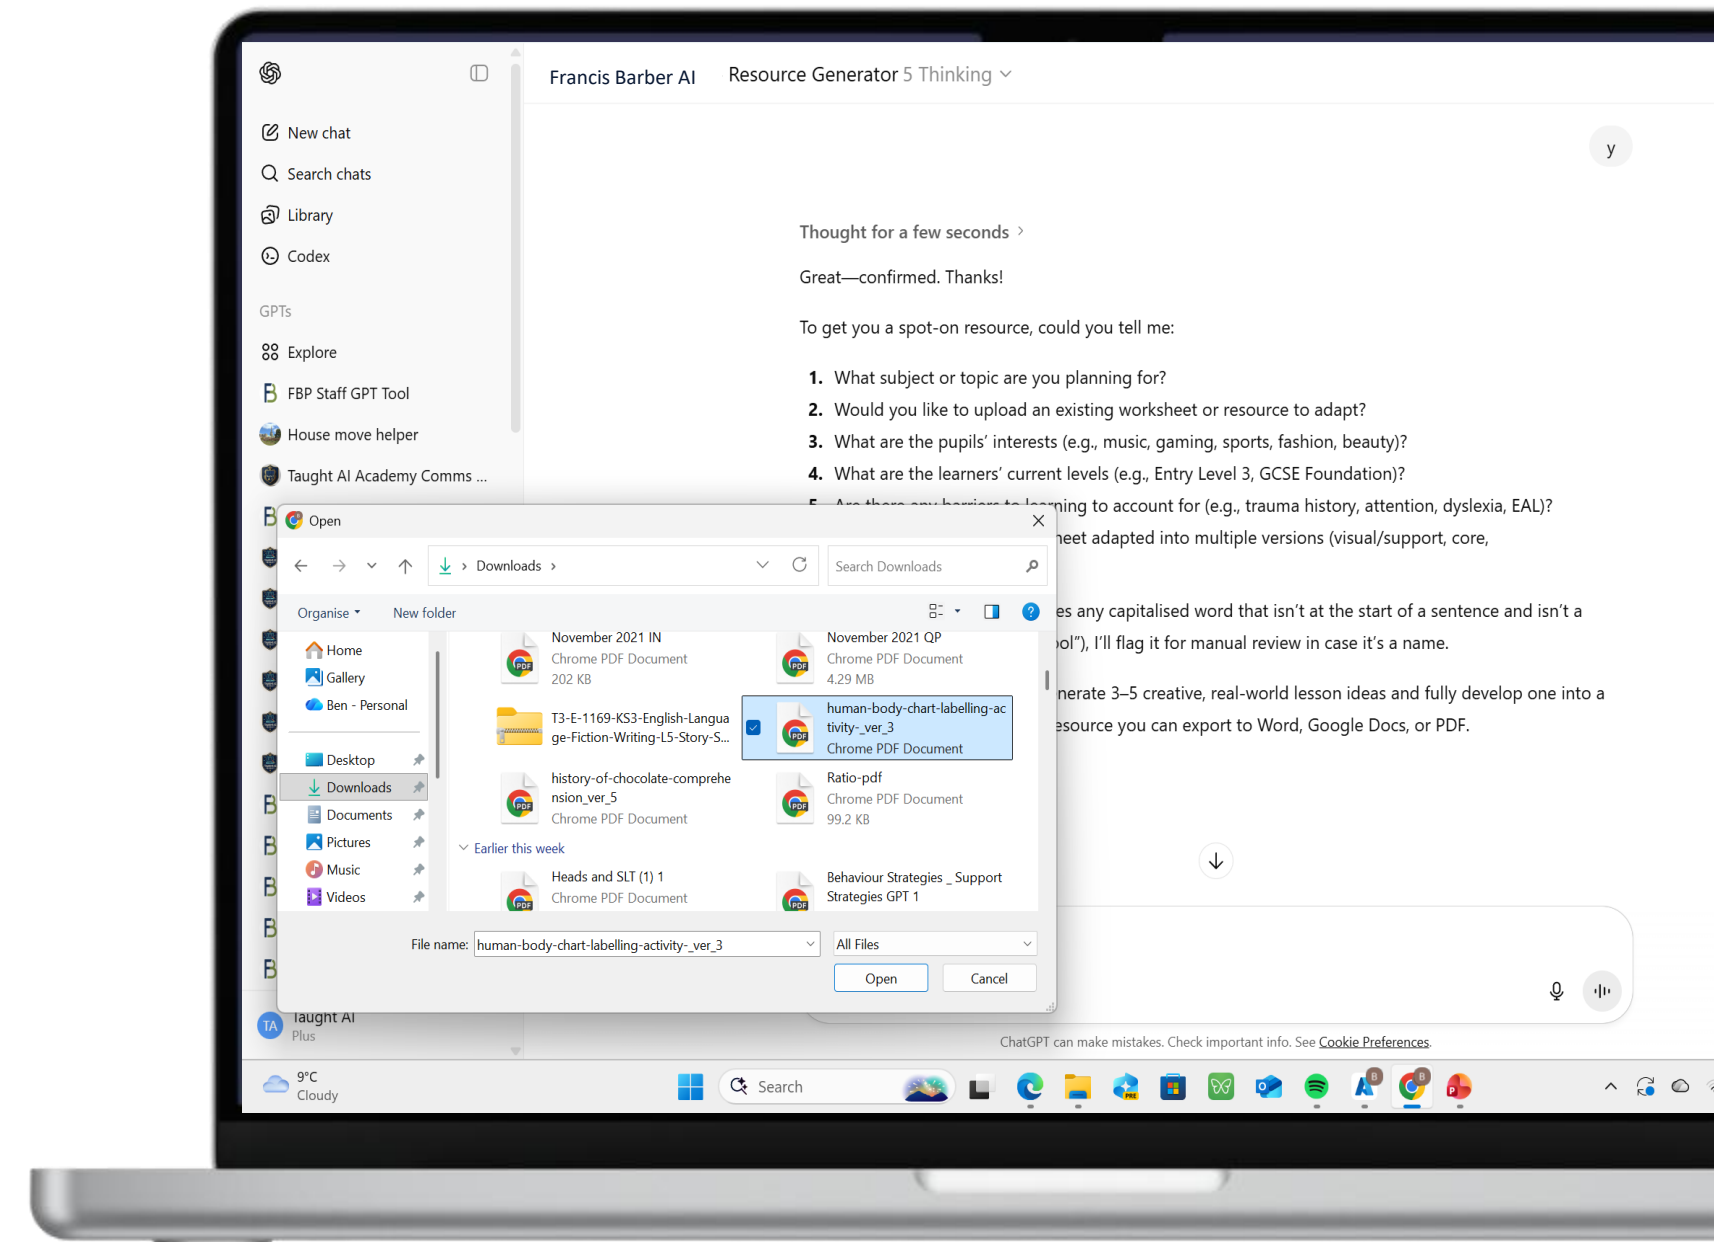 Francis Barber AI
Resource Generator 5 Thinking
New chat
Search chats
Library
Codex
GPTs
Explore
FBP Staff GPT Tool
House move helper
Taught AI Academy Comms ...
y
Thought for a few seconds
Great—confirmed. Thanks!
To get you a spot-on resource, could you tell me:
1. What subject or topic are you planning for?
2. Would you like to upload an existing worksheet or resource to adapt?
3. What are the pupils' interests (e.g., music, gaming, sports, fashion, beauty)?
4. What are the learners' current levels (e.g., Entry Level 3, GCSE Foundation)?
5. Are there any barriers to learning to account for (e.g., trauma history, attention, dyslexia, EAL)?
adapted into multiple versions (visual/support, core,
any capitalised word that isn't at the start of a sentence and isn't a
I'll flag it for manual review in case it's a name.
3–5 creative, real-world lesson ideas and fully develop one into a
you can export to Word, Google Docs, or PDF.
Open
Downloads
Search Downloads
Organise
New folder
Home
Gallery
Ben - Personal
Desktop
Downloads
Documents
Pictures
Music
Videos
November 2021 IN
Chrome PDF Document
202 KB
November 2021 QP
Chrome PDF Document
4.29 MB
T3-E-1169-KS3-English-Langua
ge-Fiction-Writing-L5-Story-S...
human-body-chart-labelling-ac
tivity-_ver_3
Chrome PDF Document
history-of-chocolate-comprehe
nsion_ver_5
Chrome PDF Document
Ratio-pdf
Chrome PDF Document
99.2 KB
Earlier this week
Heads and SLT (1) 1
Chrome PDF Document
Behaviour Strategies _ Support
Strategies GPT 1
File name: human-body-chart-labelling-activity-_ver_3
All Files
Open
Cancel
TA
Taught AI
Plus
ChatGPT can make mistakes. Check important info. See Cookie Preferences.
9°C
Cloudy
Search
PRE
B
B